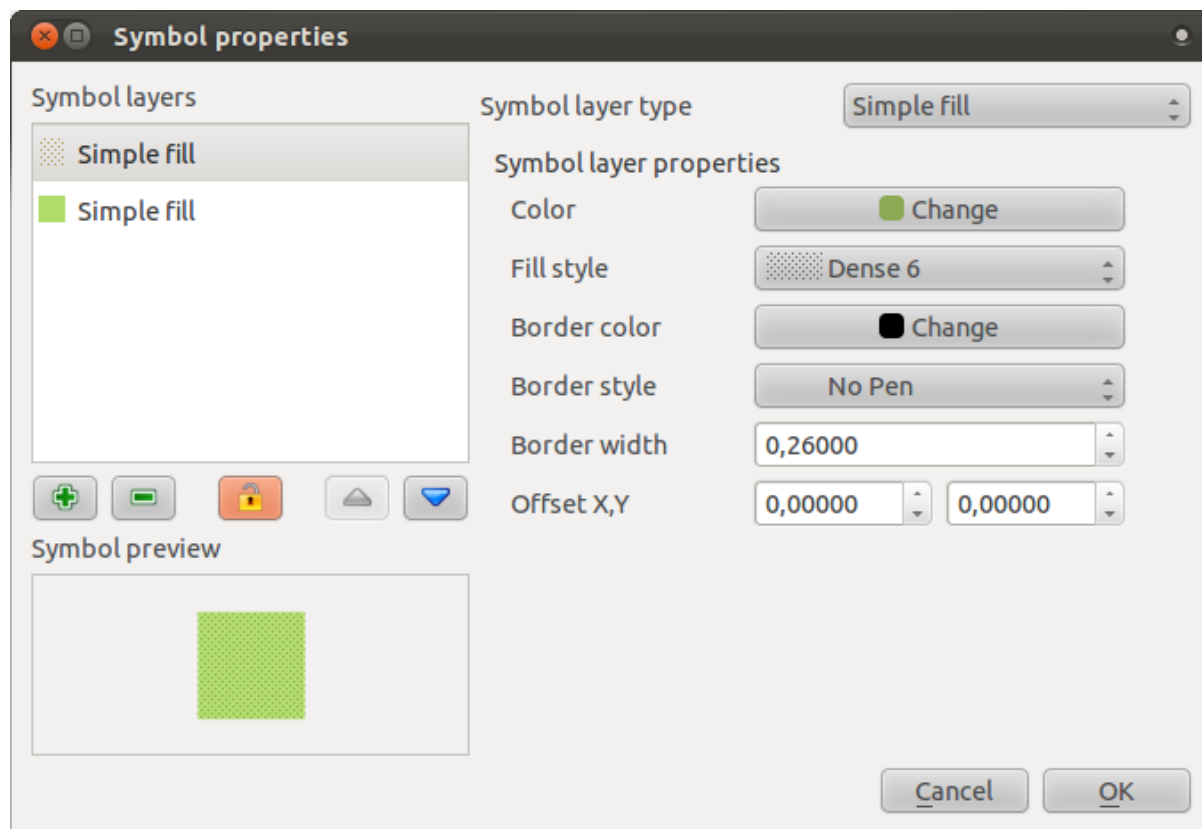 Symbol properties
Symbol layers
Simple fill
Simple fill
Symbol preview
Symbol layer type Simple fill
Symbol layer properties
Color Change
Fill style Dense 6
Border color Change
Border style No Pen
Border width 0,26000
Offset X,Y 0,00000 0,00000
Cancel OK